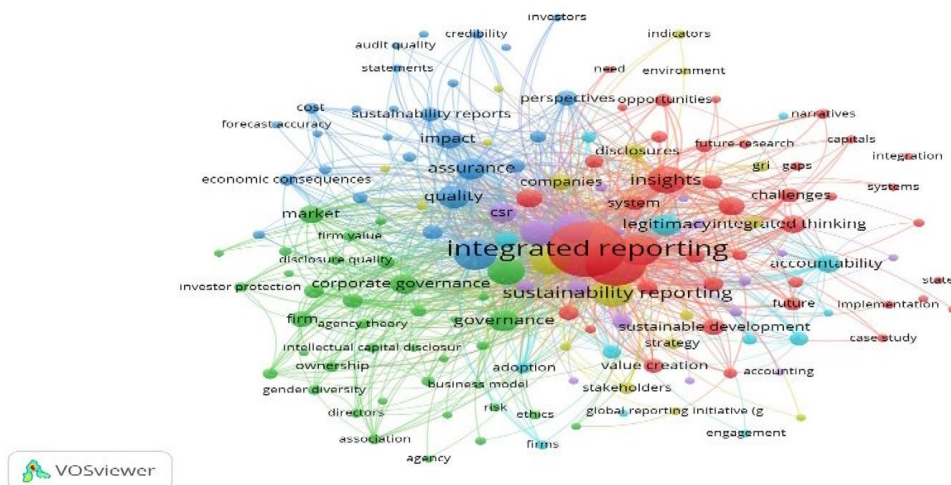 investors
credibility
indicators
audit quality
statements
need
environment
cost
sustainability reports
perspectives
opportunities
narratives
forecast accuracy
impact
disclosures
future research
capitals
assurance
companies
insights
gri
gaps
integration
economic consequences
quality
system
challenges
systems
market
csr
legitimacy
integrated thinking
firm value
integrated reporting
disclosure quality
accountability
investor protection
corporate governance
sustainability reporting
state
future
implementation
firm
agency theory
governance
sustainable development
case study
intellectual capital disclosur
strategy
ownership
adoption
value creation
accounting
gender diversity
business model
stakeholders
directors
risk
ethics
global reporting initiative (g
association
firms
engagement
agency
VOSviewer